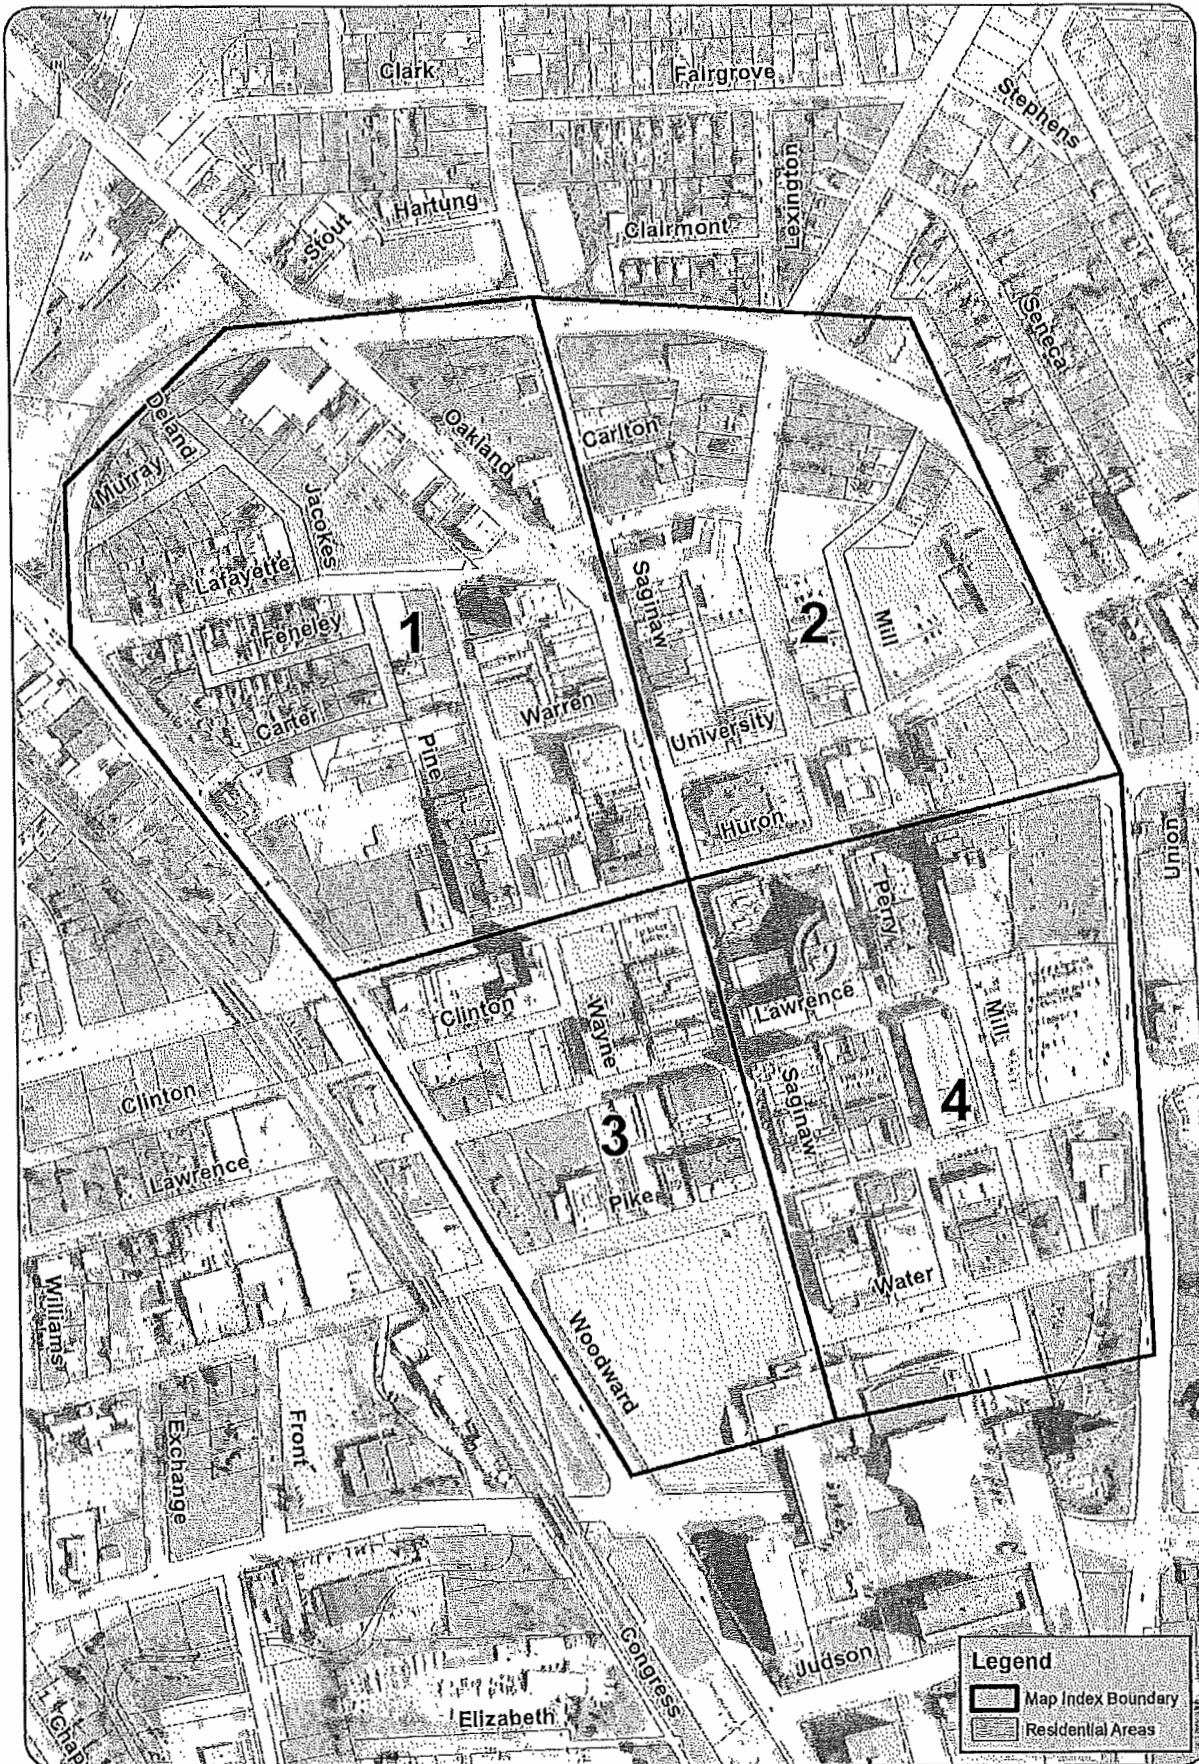 Clark
Fairgrove
Stephens
Lexington
Hartung
Stout
Clairmont
Seneca
Deland
Murray
Oakland
Carlton
Jacokes
Lafayette
Feneley
1
Saginaw
2
Mill
Carter
Warren
Pine
University
Huron
Union
Perry
Clinton
Wayne
Lawrence
Mill
Saginaw
4
3
Clinton
Lawrence
Pike
Water
Williams
Woodward
Exchange
Front
Congress
Judson
Elizabeth
Chap
Legend
Map Index Boundary
Residential Areas